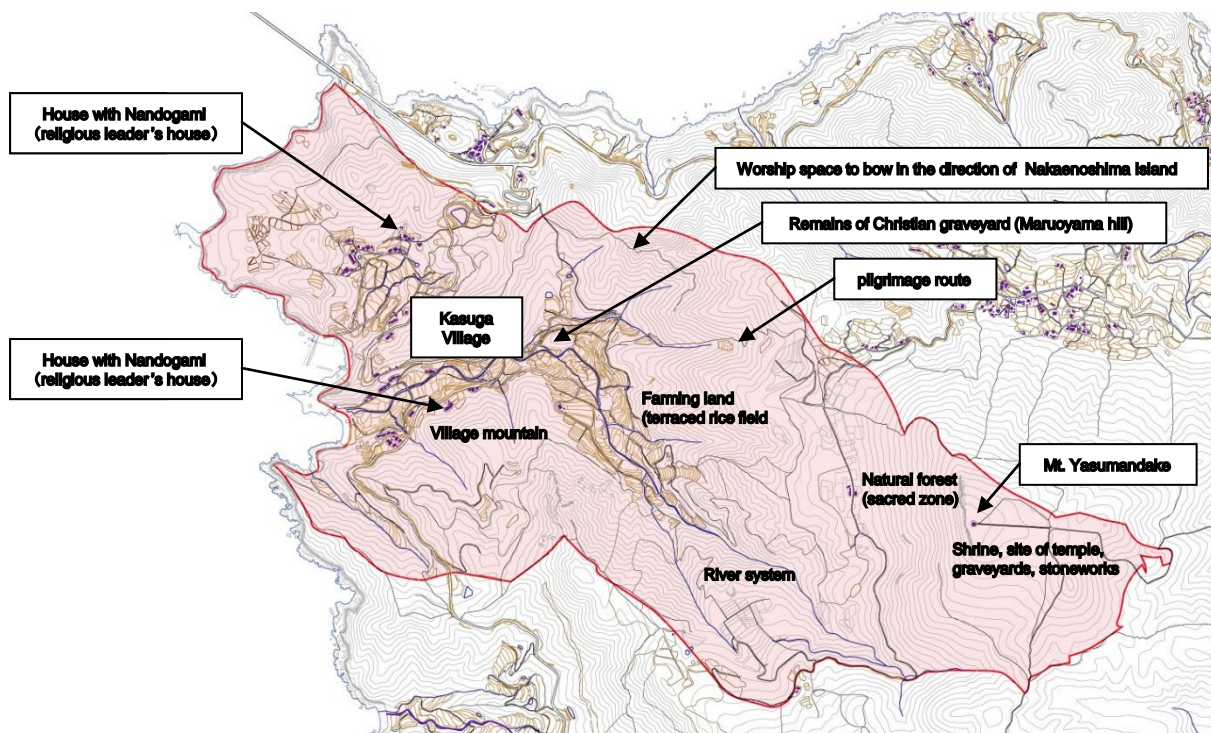 House with Nandogami
(religious leader's house)
Worship space to bow in the direction of Nakaenoshima Island
Remains of Christian graveyard (Maruoyama hill)
pilgrimage route
Kasuga
Village
House with Nandogami
(religious leader's house)
Farming land
(terraced rice field
Village mountain
Mt. Yasumandake
Natural forest
(sacred zone)
Shrine, site of temple,
graveyards, stoneworks
River system